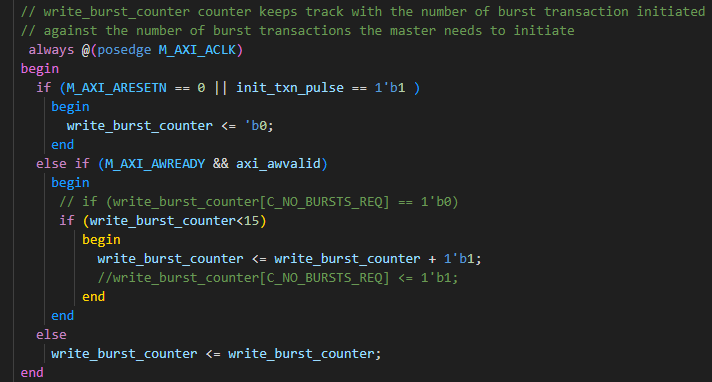 // write_burst_counter counter keeps track with the number of burst transaction initiated
// against the number of burst transactions the master needs to initiate
always @(posedge M_AXI_ACLK)
begin
if (M_AXI_ARESETN == 0 || init_txn_pulse == 1'b1 )
begin
write_burst_counter <= 'b0;
end
else if (M_AXI_AWREADY && axi_awvalid)
begin
// if (write_burst_counter[C_NO_BURSTS_REQ] == 1'b0)
if (write_burst_counter<15)
begin
write_burst_counter <= write_burst_counter + 1'b1;
//write_burst_counter[C_NO_BURSTS_REQ] <= 1'b1;
end
end
else
write_burst_counter <= write_burst_counter;
end